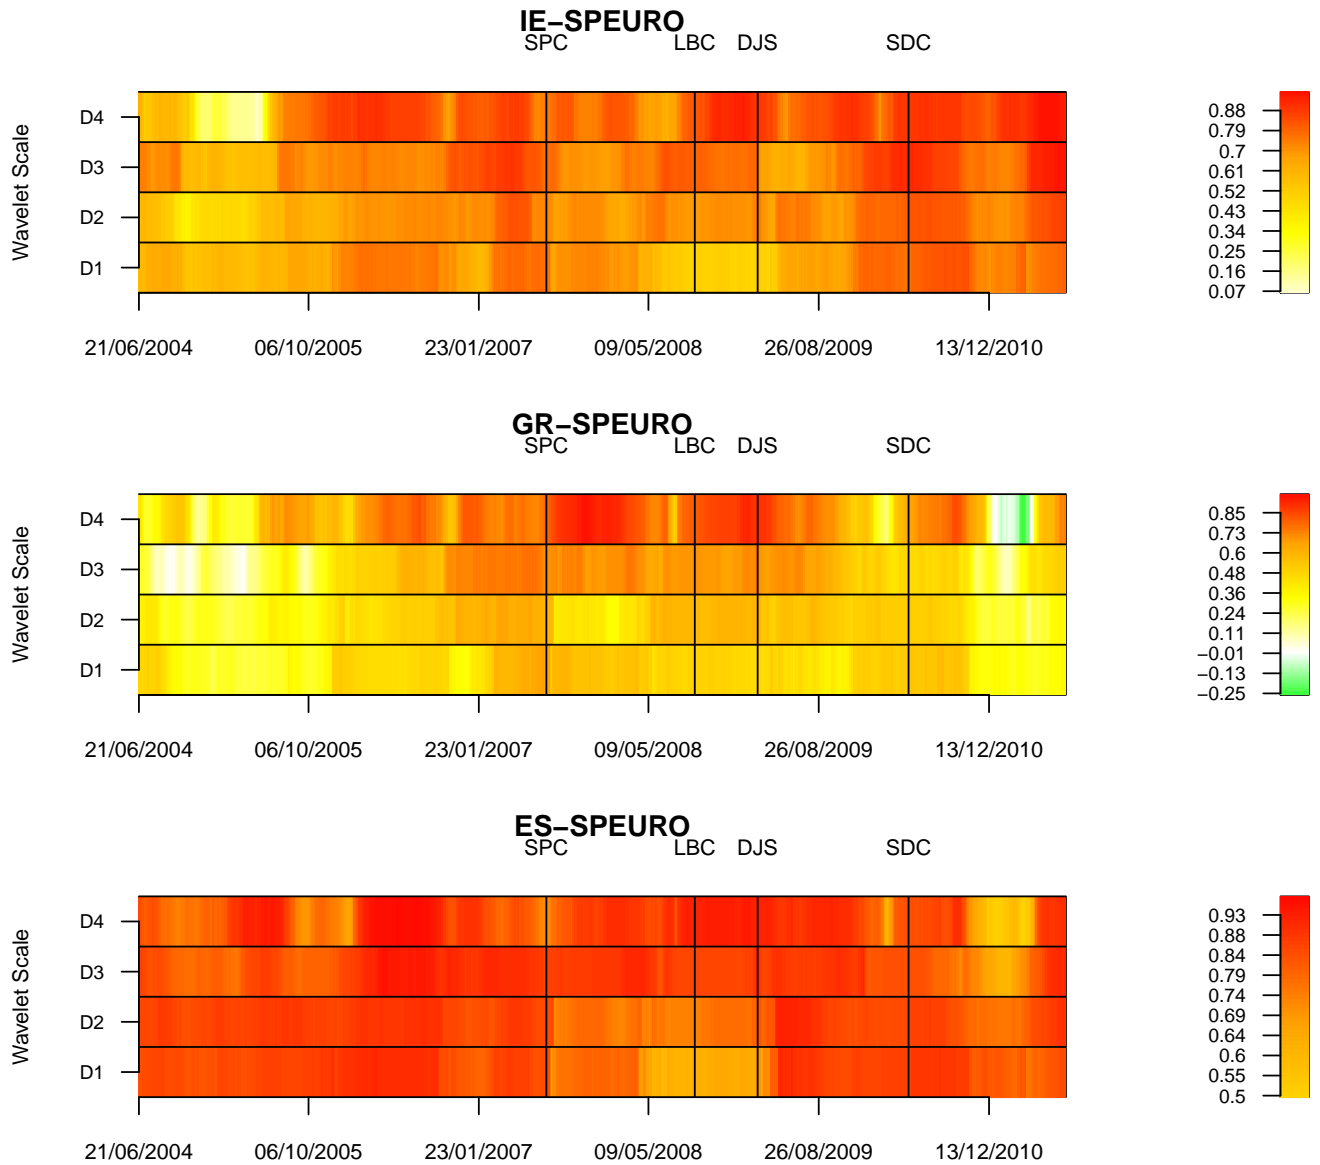 IE−SPEURO
SPC LBC DJS SDC
Wavelet Scale
D4
D3
D2
D1
21/06/2004 06/10/2005 23/01/2007 09/05/2008 26/08/2009 13/12/2010
0.88
0.79
0.7
0.61
0.52
0.43
0.34
0.25
0.16
0.07
GR−SPEURO
SPC LBC DJS SDC
Wavelet Scale
D4
D3
D2
D1
21/06/2004 06/10/2005 23/01/2007 09/05/2008 26/08/2009 13/12/2010
0.85
0.73
0.6
0.48
0.36
0.24
0.11
−0.01
−0.13
−0.25
ES−SPEURO
SPC LBC DJS SDC
Wavelet Scale
D4
D3
D2
D1
21/06/2004 06/10/2005 23/01/2007 09/05/2008 26/08/2009 13/12/2010
0.93
0.88
0.84
0.79
0.74
0.69
0.64
0.6
0.55
0.5